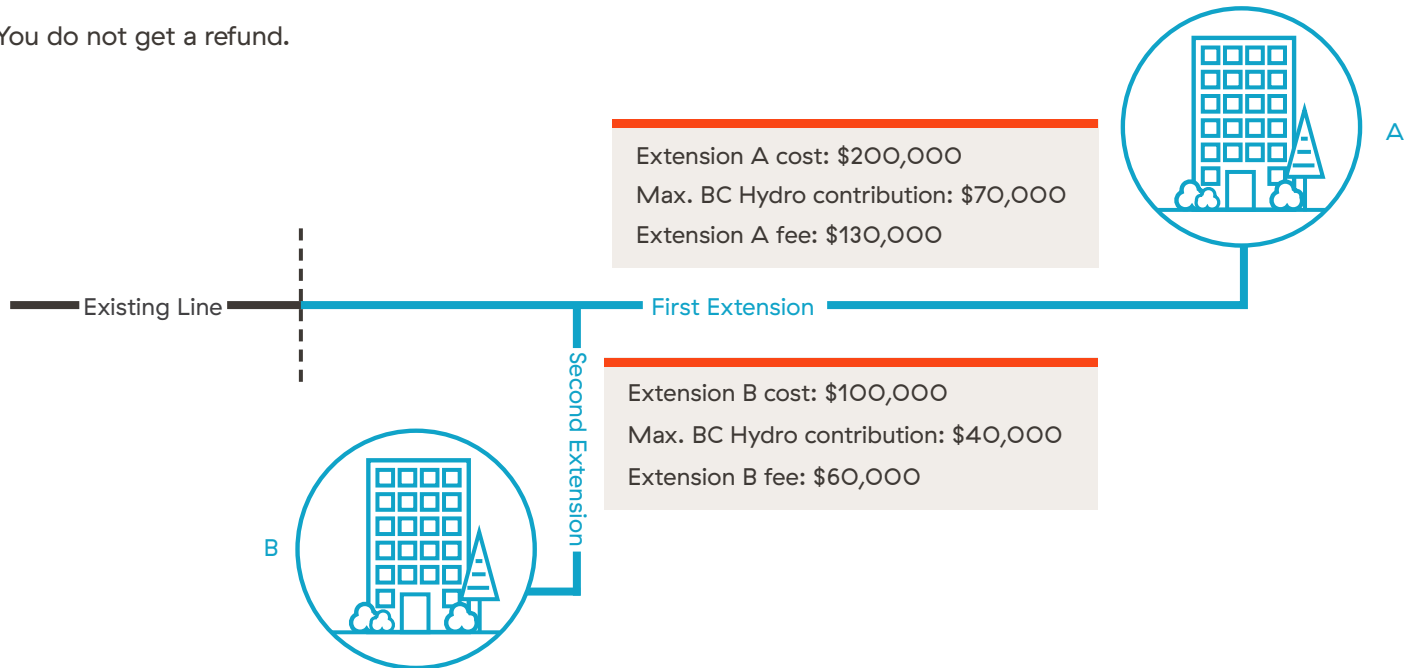 You do not get a refund.
A
Extension A cost: $200,000
Max. BC Hydro contribution: $70,000
Extension A fee: $130,000
Existing Line
First Extension
Second Extension
Extension B cost: $100,000
Max. BC Hydro contribution: $40,000
Extension B fee: $60,000
B